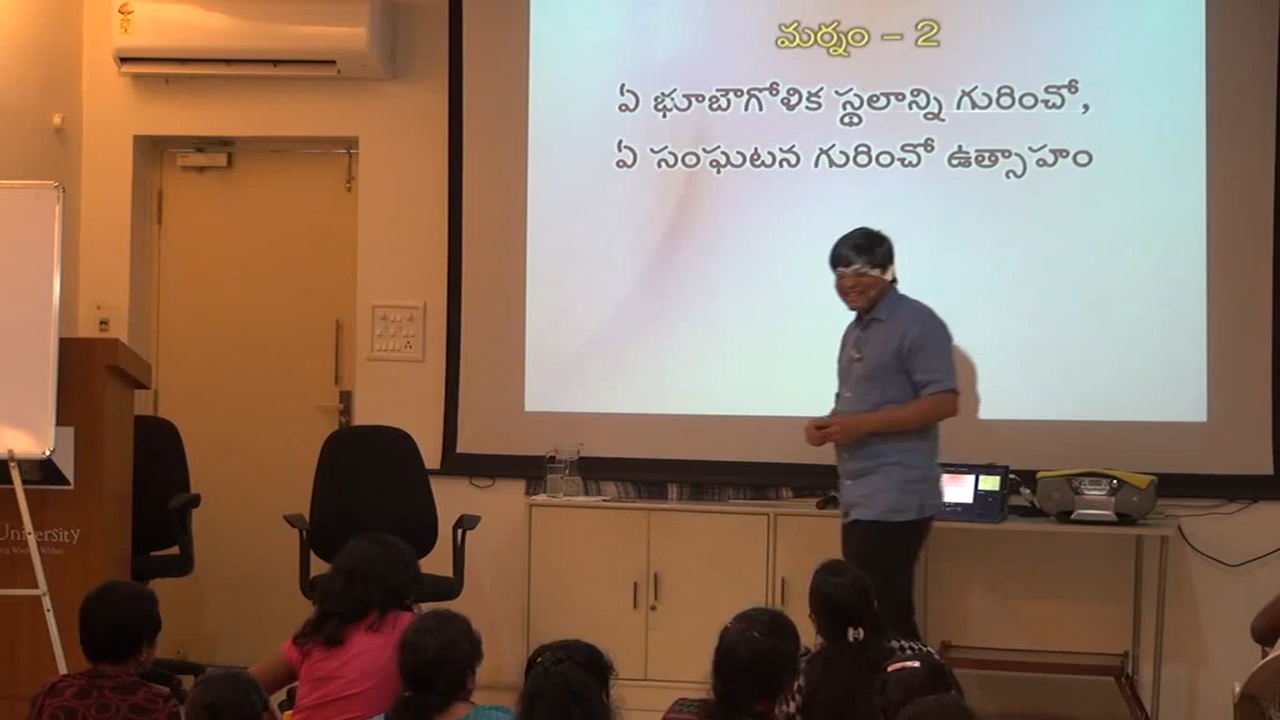 మర్నం – 2
ఏ భూబౌగోళిక స్థలాన్ని గురించో,
ఏ సంఘటన గురించో ఉత్సాహం
University